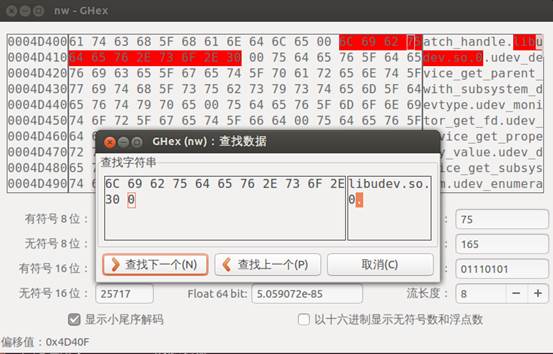 nw - GHex
0004D400 61 74 63 68 5F 68 61 6E 64 6C 65 00 6C 69 62 75 atch_handle.libu
0004D410 64 65 76 2E 73 6F 2E 30 00 75 64 65 76 5F 64 65 dev.so.0.udev_de
0004D420 76 69 63 65 5F 67 65 74 5F 70 61 72 65 6E 74 5F vice_get_parent_
0004D430 77 69 74 68 5F 73 75 62 73 79 73 74 65 6D 5F 64 with_subsystem_d
0004D440 65 76 74 79 70 65 00 75 64 65 76 5F 6D 6F 6E 69 evtype.udev_moni
0004D450 74 6F 72 5F 67 65 74 5F 66 64 00 75 64 65 76 5F tor_get_fd.udev_
0004D460 64 vice_get_prope
0004D470 72 y_value.udev_d
0004D480 65 ice_get_subsys
0004D490 74 m.udev_enumera
GHex (nw)：查找数据
查找字符串
6C 69 62 75 64 65 76 2E 73 6F 2E libudev.so.
30 0 0.
查找下一个(N) 查找上一个(P) 取消(C)
有符号 8 位： 75
无符号 8 位： 165
有符号 16 位： 01110101
无符号 16 位： 25717 Float 64 bit: 5.059072e-85 流长度： 8
显示小尾序解码 以十六进制显示无符号数和浮点数
偏移值：0x4D40F